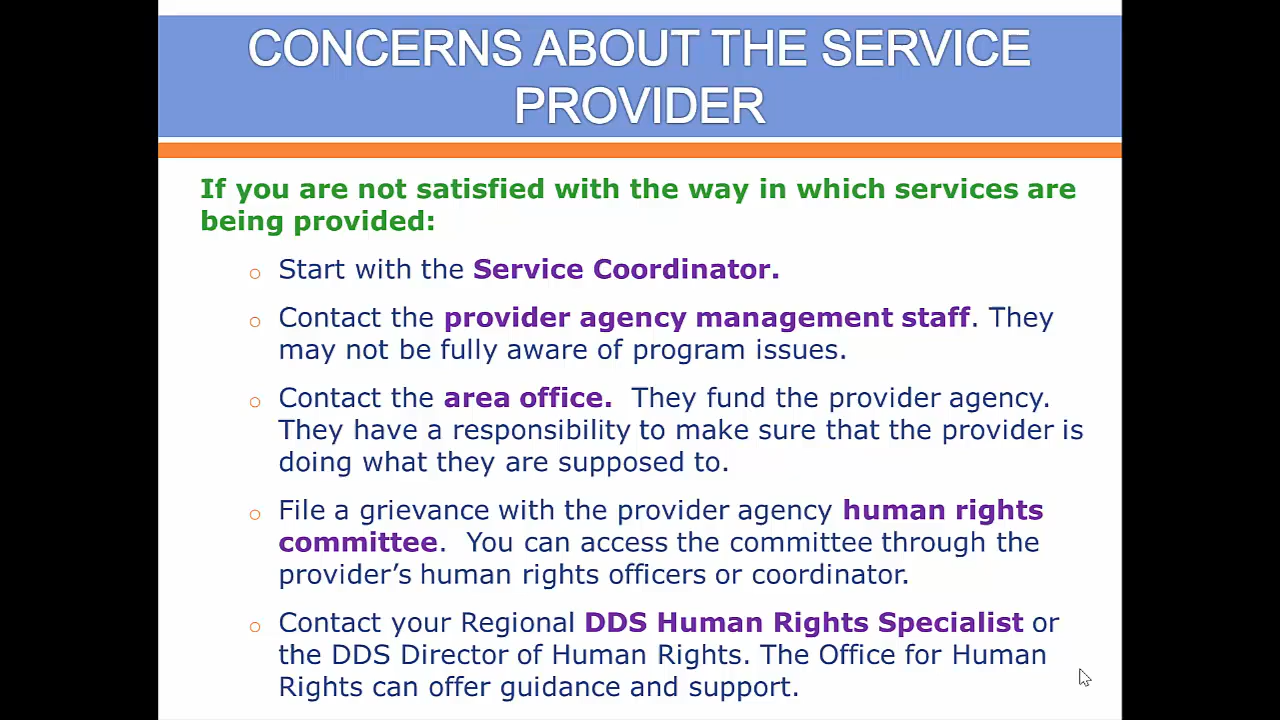 CONCERNS ABOUT THE SERVICE
PROVIDER
If you are not satisfied with the way in which services are
being provided:
Start with the Service Coordinator.
Contact the provider agency management staff. They
may not be fully aware of program issues.
Contact the area office.  They fund the provider agency.
They have a responsibility to make sure that the provider is
doing what they are supposed to.
File a grievance with the provider agency human rights
committee.  You can access the committee through the
provider’s human rights officers or coordinator.
Contact your Regional DDS Human Rights Specialist or
the DDS Director of Human Rights. The Office for Human
Rights can offer guidance and support.